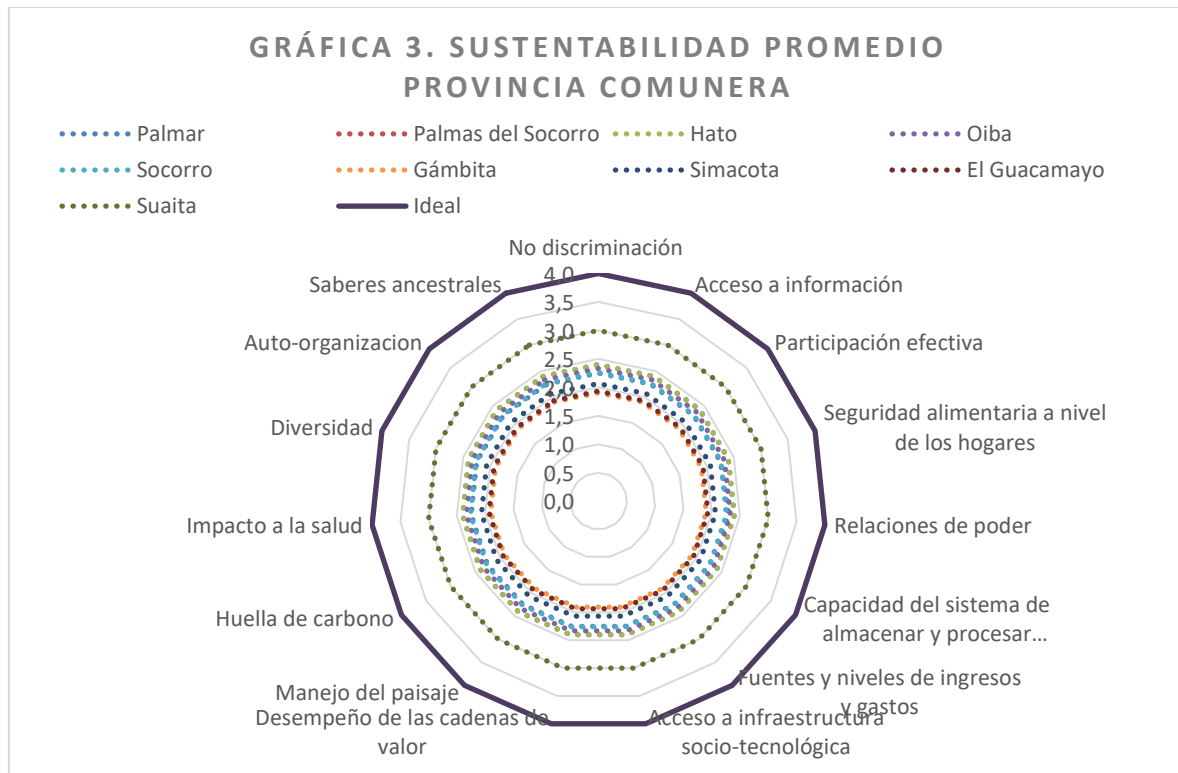 GRÁFICA 3. SUSTENTABILIDAD PROMEDIO
PROVINCIA COMUNERA
Palmar
Palmas del Socorro
Hato
Oiba
Socorro
Gámbita
Simacota
El Guacamayo
Suaita
Ideal
No discriminación
Acceso a información
Participación efectiva
Seguridad alimentaria a nivel
de los hogares
Relaciones de poder
Capacidad del sistema de
almacenar y procesar...
Fuentes y niveles de ingresos
y gastos
Acceso a infraestructura
socio-tecnológica
Desempeño de las cadenas de
valor
Manejo del paisaje
Huella de carbono
Impacto a la salud
Diversidad
Auto-organizacion
Saberes ancestrales
4,0
3,5
3,0
2,5
2,0
1,5
1,0
0,5
0,0